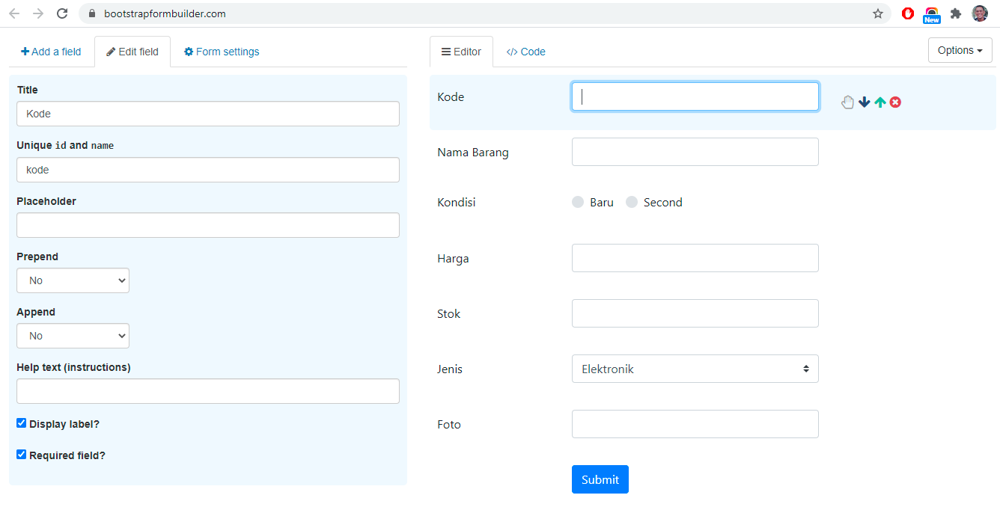 bootstrapformbuilder.com
New
Add a field
Edit field
Form settings
Title
Kode
Unique id and name
kode
Placeholder
Prepend
No
Append
No
Help text (instructions)
Display label?
Required field?
Editor
</> Code
Options
Kode
Nama Barang
Kondisi
Baru
Second
Harga
Stok
Jenis
Elektronik
Foto
Submit